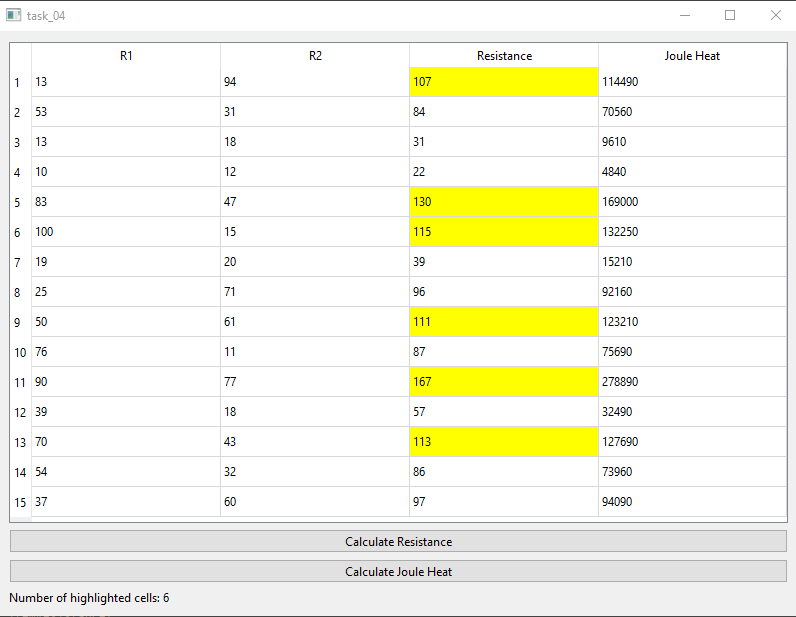 task_04
R1 R2 Resistance Joule Heat
1 13 94 107 114490
2 53 31 84 70560
3 13 18 31 9610
4 10 12 22 4840
5 83 47 130 169000
6 100 15 115 132250
7 19 20 39 15210
8 25 71 96 92160
9 50 61 111 123210
10 76 11 87 75690
11 90 77 167 278890
12 39 18 57 32490
13 70 43 113 127690
14 54 32 86 73960
15 37 60 97 94090
Calculate Resistance
Calculate Joule Heat
Number of highlighted cells: 6